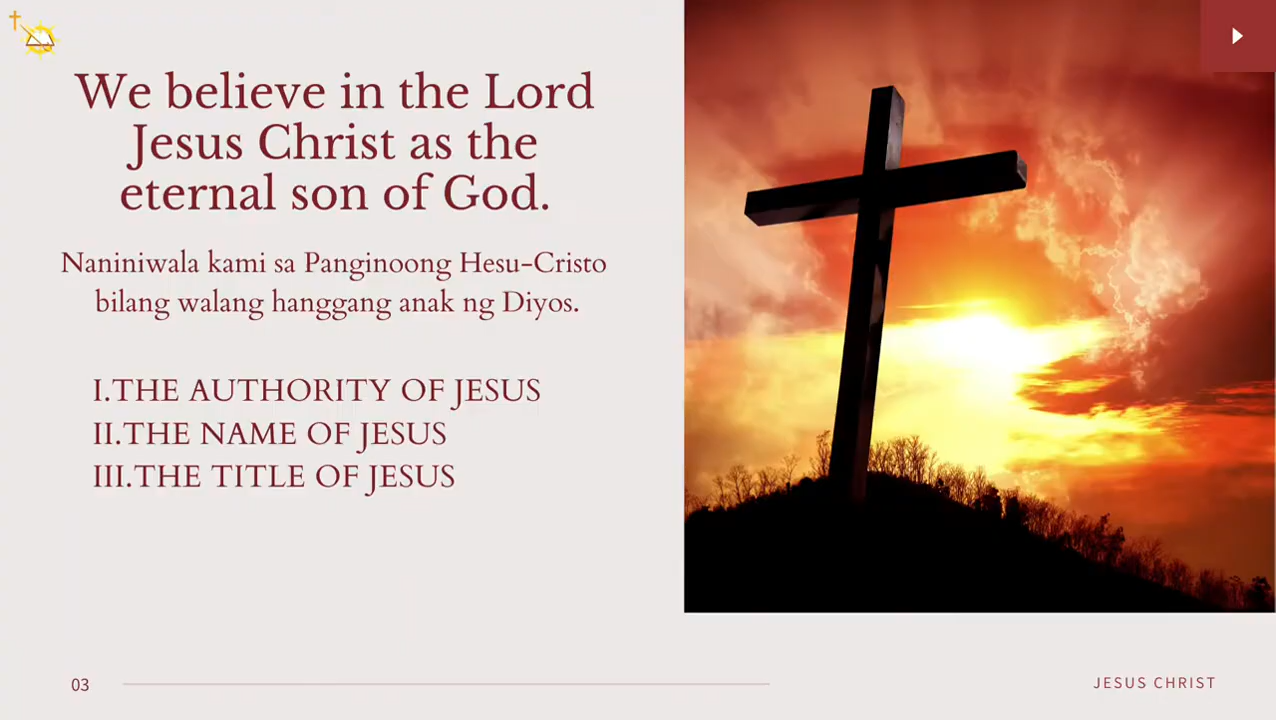 We believe in the Lord
Jesus Christ as the
eternal son of God.
Naniniwala kami sa Panginoong Hesu-Cristo
bilang walang hanggang anak ng Diyos.
I.THE AUTHORITY OF JESUS
II.THE NAME OF JESUS
III.THE TITLE OF JESUS
03
JESUS CHRIST